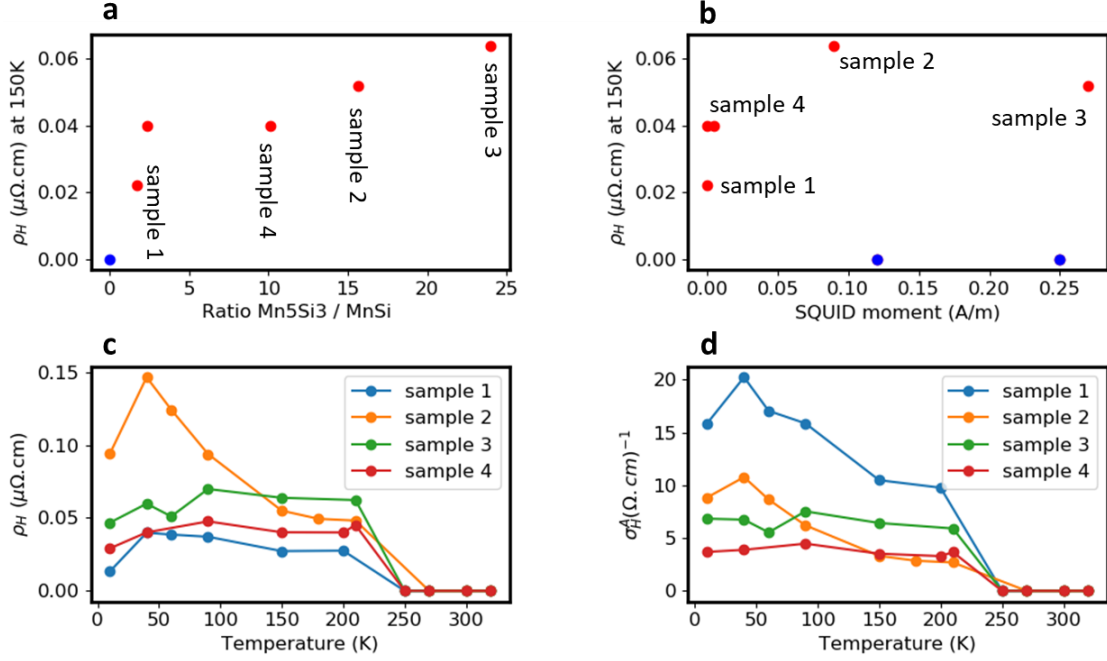 a
0.06
0.04
0.02
0.00
ρH (μΩ.cm) at 150K
sample 1
sample 4
sample 2
sample 3
0 5 10 15 20 25
Ratio Mn5Si3 / MnSi
b
0.06
0.04
0.02
0.00
ρH (μΩ.cm) at 150K
sample 2
sample 4
sample 3
sample 1
0.00 0.05 0.10 0.15 0.20 0.25
SQUID moment (A/m)
c
0.15
0.10
0.05
0.00
ρH (μΩ.cm)
sample 1
sample 2
sample 3
sample 4
0 50 100 150 200 250 300
Temperature (K)
d
20
15
10
5
0
σAH(Ω.cm)−1
sample 1
sample 2
sample 3
sample 4
0 50 100 150 200 250 300
Temperature (K)